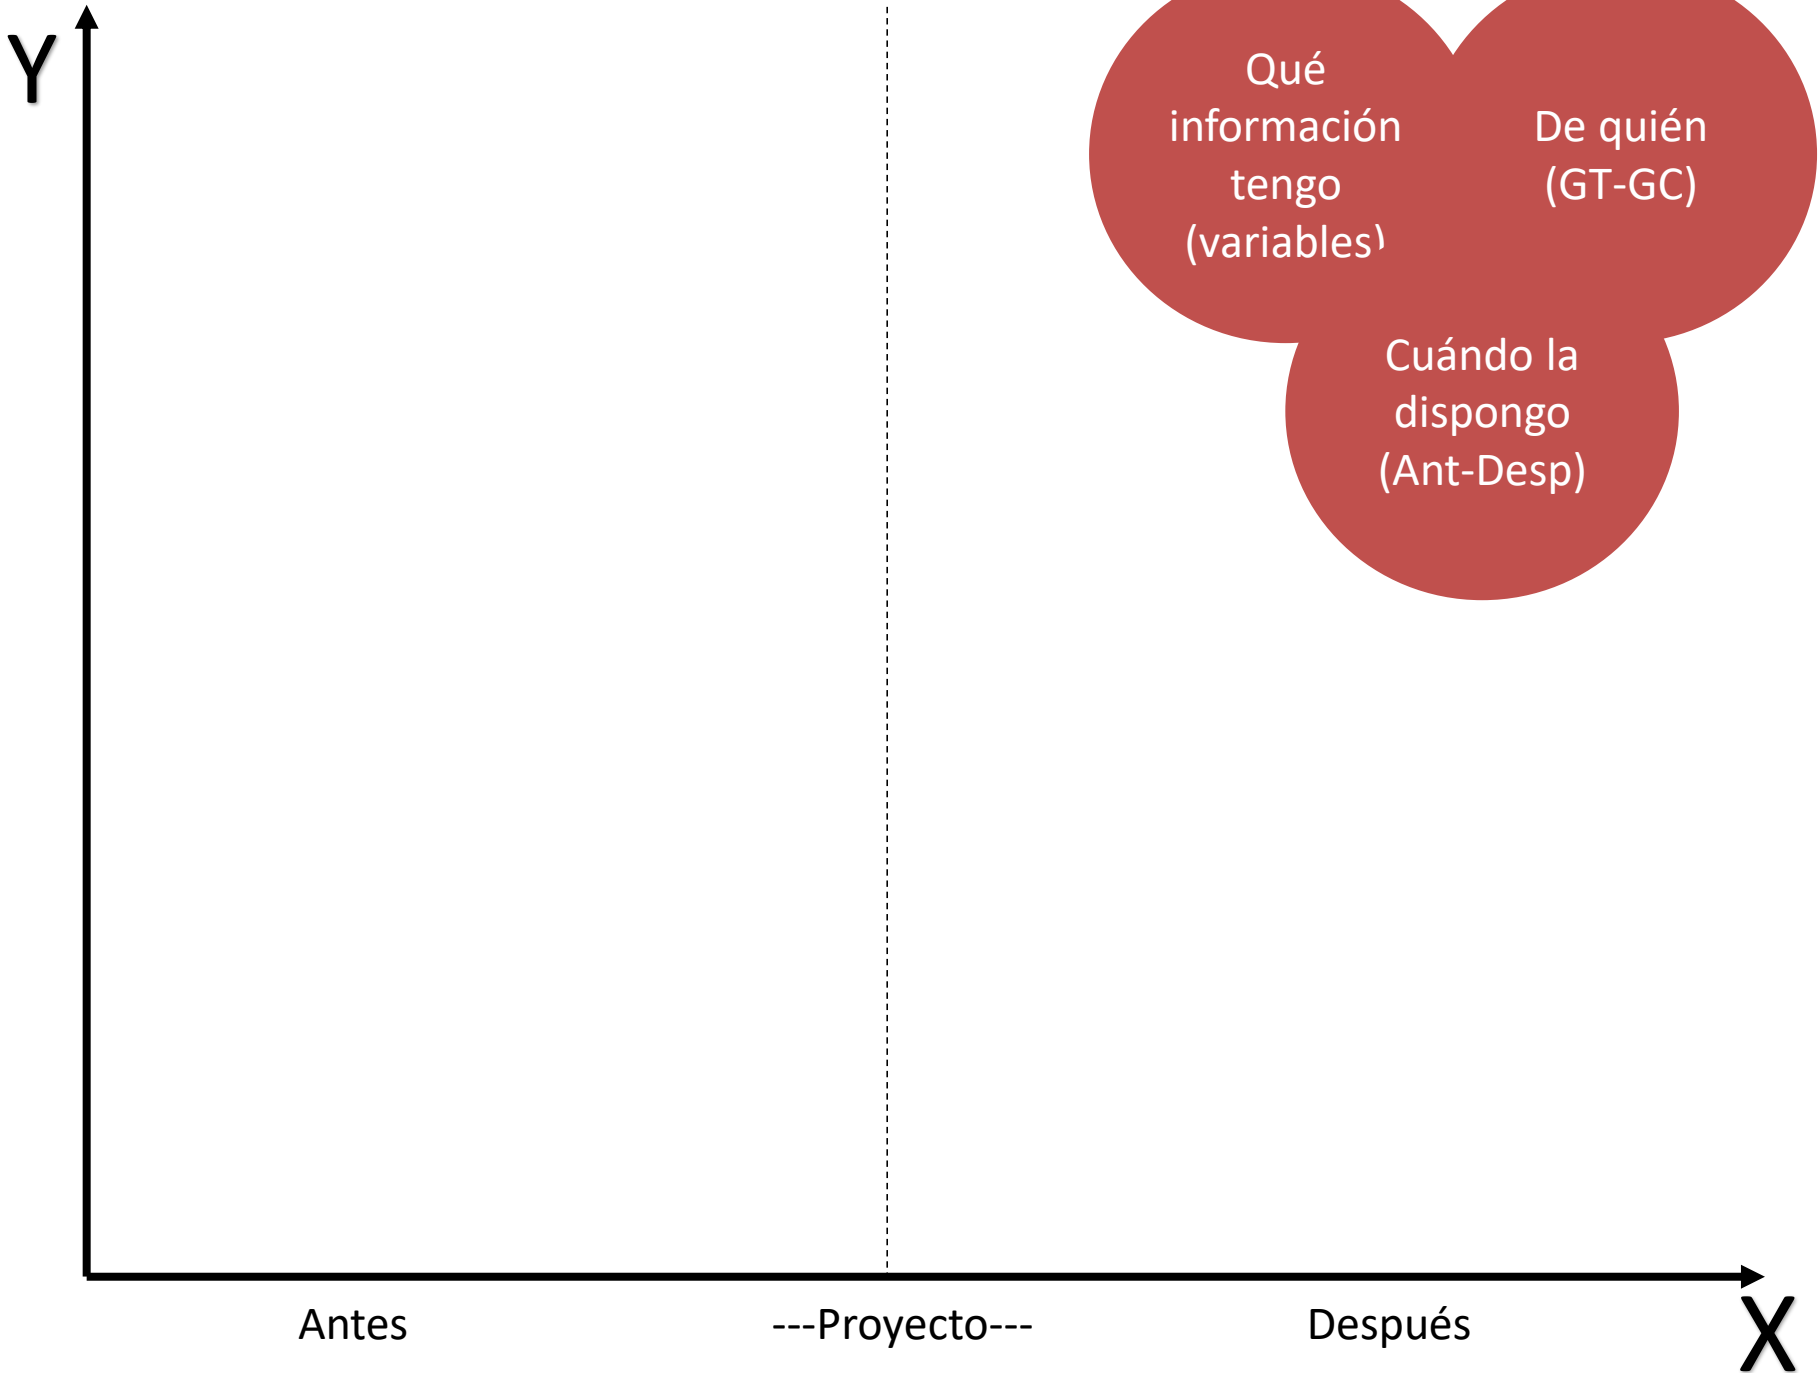 Y
Qué
información
tengo
(variables)
De quién
(GT-GC)
Cuándo la
dispongo
(Ant-Desp)
Antes
---Proyecto---
Después
X